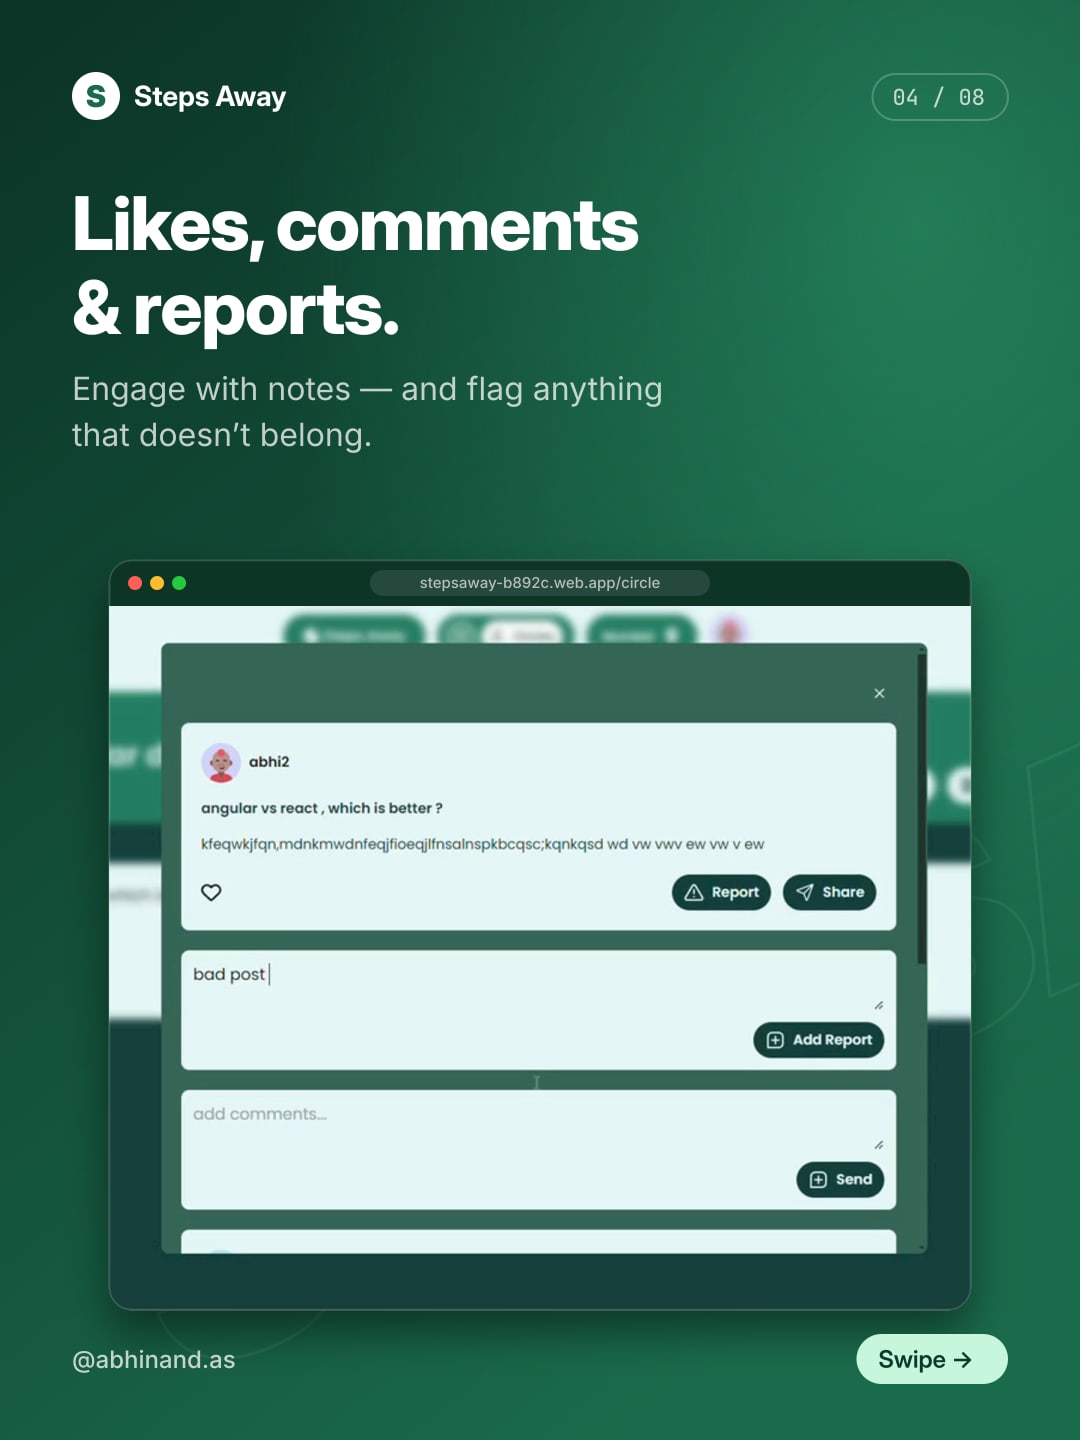 S Steps Away
04 / 08
Likes, comments
& reports.
Engage with notes — and flag anything
that doesn’t belong.
stepsaway-b892c.web.app/circle
×
abhi2
angular vs react , which is better ?
kfeqwkjfqn,mdnkmwdnfeqjfioeqjlfnsalnspkbcqsc;kqnkqsd wd vw vwv ew vw v ew
Report Share
bad post
Add Report
add comments...
Send
@abhinand.as
Swipe →